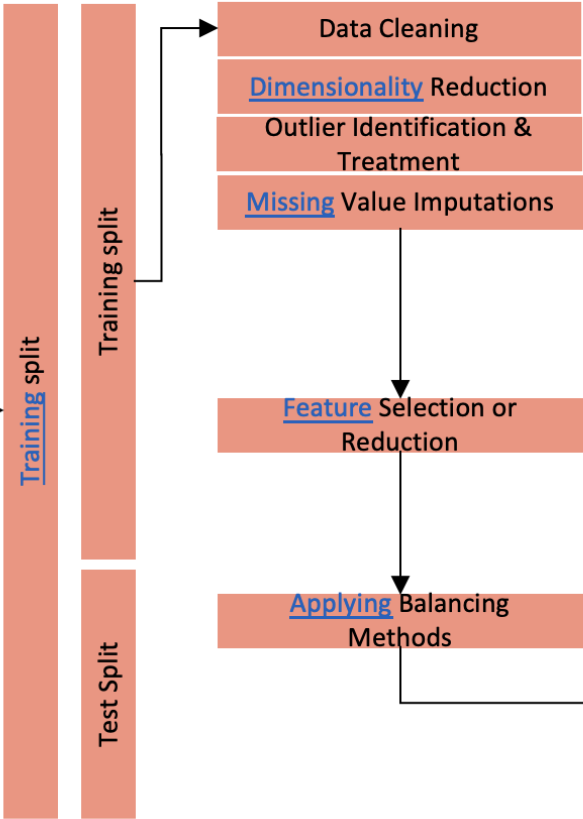 Training split
Training split
Test Split
Data Cleaning
Dimensionality Reduction
Outlier Identification &
Treatment
Missing Value Imputations
Feature Selection or
Reduction
Applying Balancing
Methods